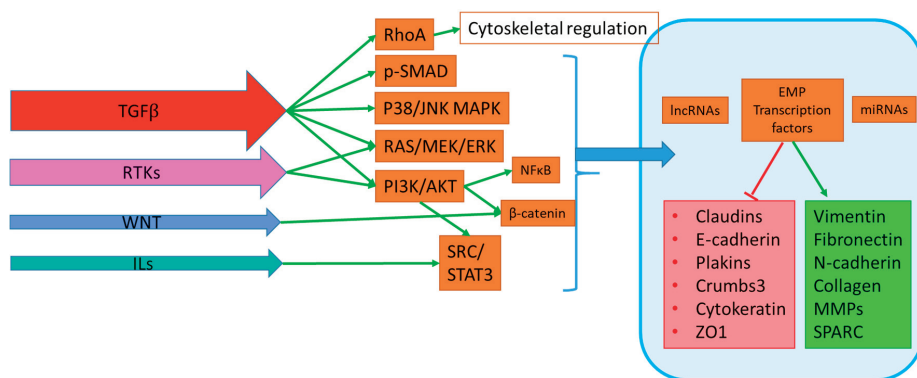 TGFβ
RTKs
WNT
ILs
RhoA
Cytoskeletal regulation
p-SMAD
P38/JNK MAPK
RAS/MEK/ERK
PI3K/AKT
NFκB
β-catenin
SRC/
STAT3
lncRNAs
EMP
Transcription
factors
miRNAs
• Claudins
• E-cadherin
• Plakins
• Crumbs3
• Cytokeratin
• ZO1
Vimentin
Fibronectin
N-cadherin
Collagen
MMPs
SPARC